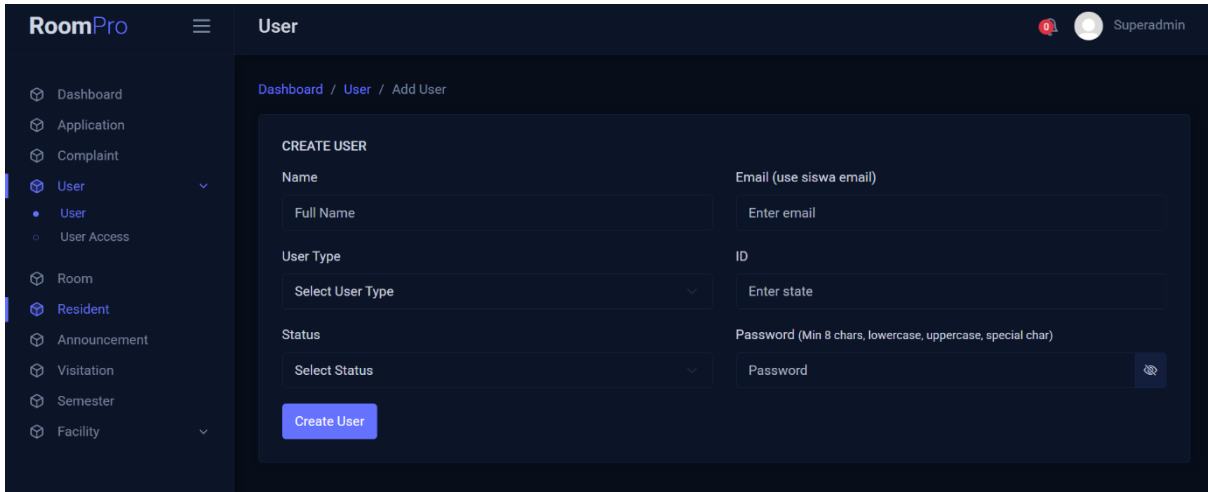 RoomPro
User
0
Superadmin
Dashboard
Application
Complaint
User
User
User Access
Room
Resident
Announcement
Visitation
Semester
Facility
Dashboard / User / Add User
CREATE USER
Name
Email (use siswa email)
Full Name
Enter email
User Type
ID
Select User Type
Enter state
Status
Password (Min 8 chars, lowercase, uppercase, special char)
Select Status
Password
Create User